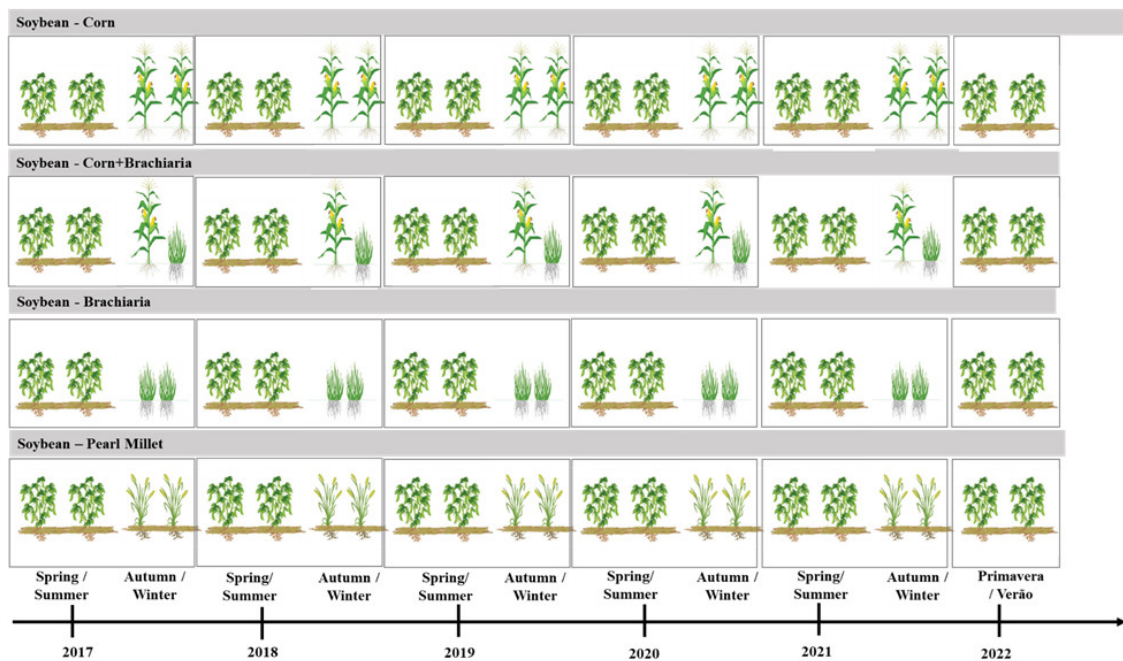 Soybean - Corn
Soybean - Corn+Brachiaria
Soybean - Brachiaria
Soybean – Pearl Millet
Spring / Summer
Autumn / Winter
Spring/ Summer
Autumn / Winter
Spring/ Summer
Autumn / Winter
Spring/ Summer
Autumn / Winter
Spring/ Summer
Autumn / Winter
Primavera / Verão
2017
2018
2019
2020
2021
2022